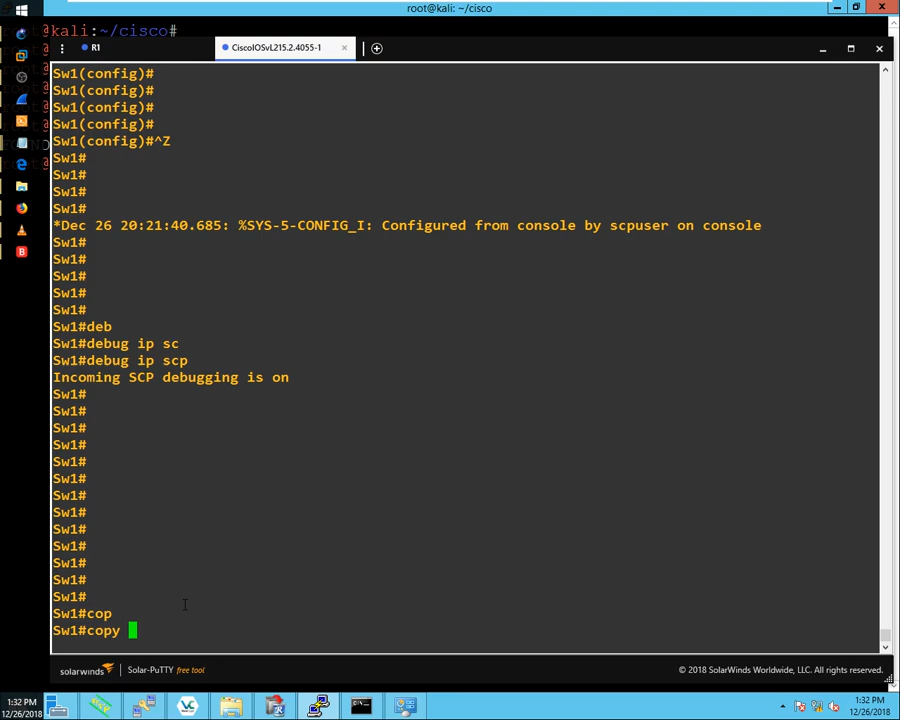 root@kali: ~/cisco
kali:~/cisco#
R1
CiscoIOSvL215.2.4055-1
Sw1(config)#
Sw1(config)#
Sw1(config)#
Sw1(config)#
Sw1(config)#^Z
Sw1#
Sw1#
Sw1#
Sw1#
*Dec 26 20:21:40.685: %SYS-5-CONFIG_I: Configured from console by scpuser on console
Sw1#
Sw1#
Sw1#
Sw1#
Sw1#
Sw1#deb
Sw1#debug ip sc
Sw1#debug ip scp
Incoming SCP debugging is on
Sw1#
Sw1#
Sw1#
Sw1#
Sw1#
Sw1#
Sw1#
Sw1#
Sw1#
Sw1#
Sw1#
Sw1#
Sw1#
Sw1#cop
Sw1#copy
solarwinds
Solar-PuTTY free tool
© 2018 SolarWinds Worldwide, LLC. All rights reserved.
1:32 PM
12/26/2018
1:32 PM
12/26/2018